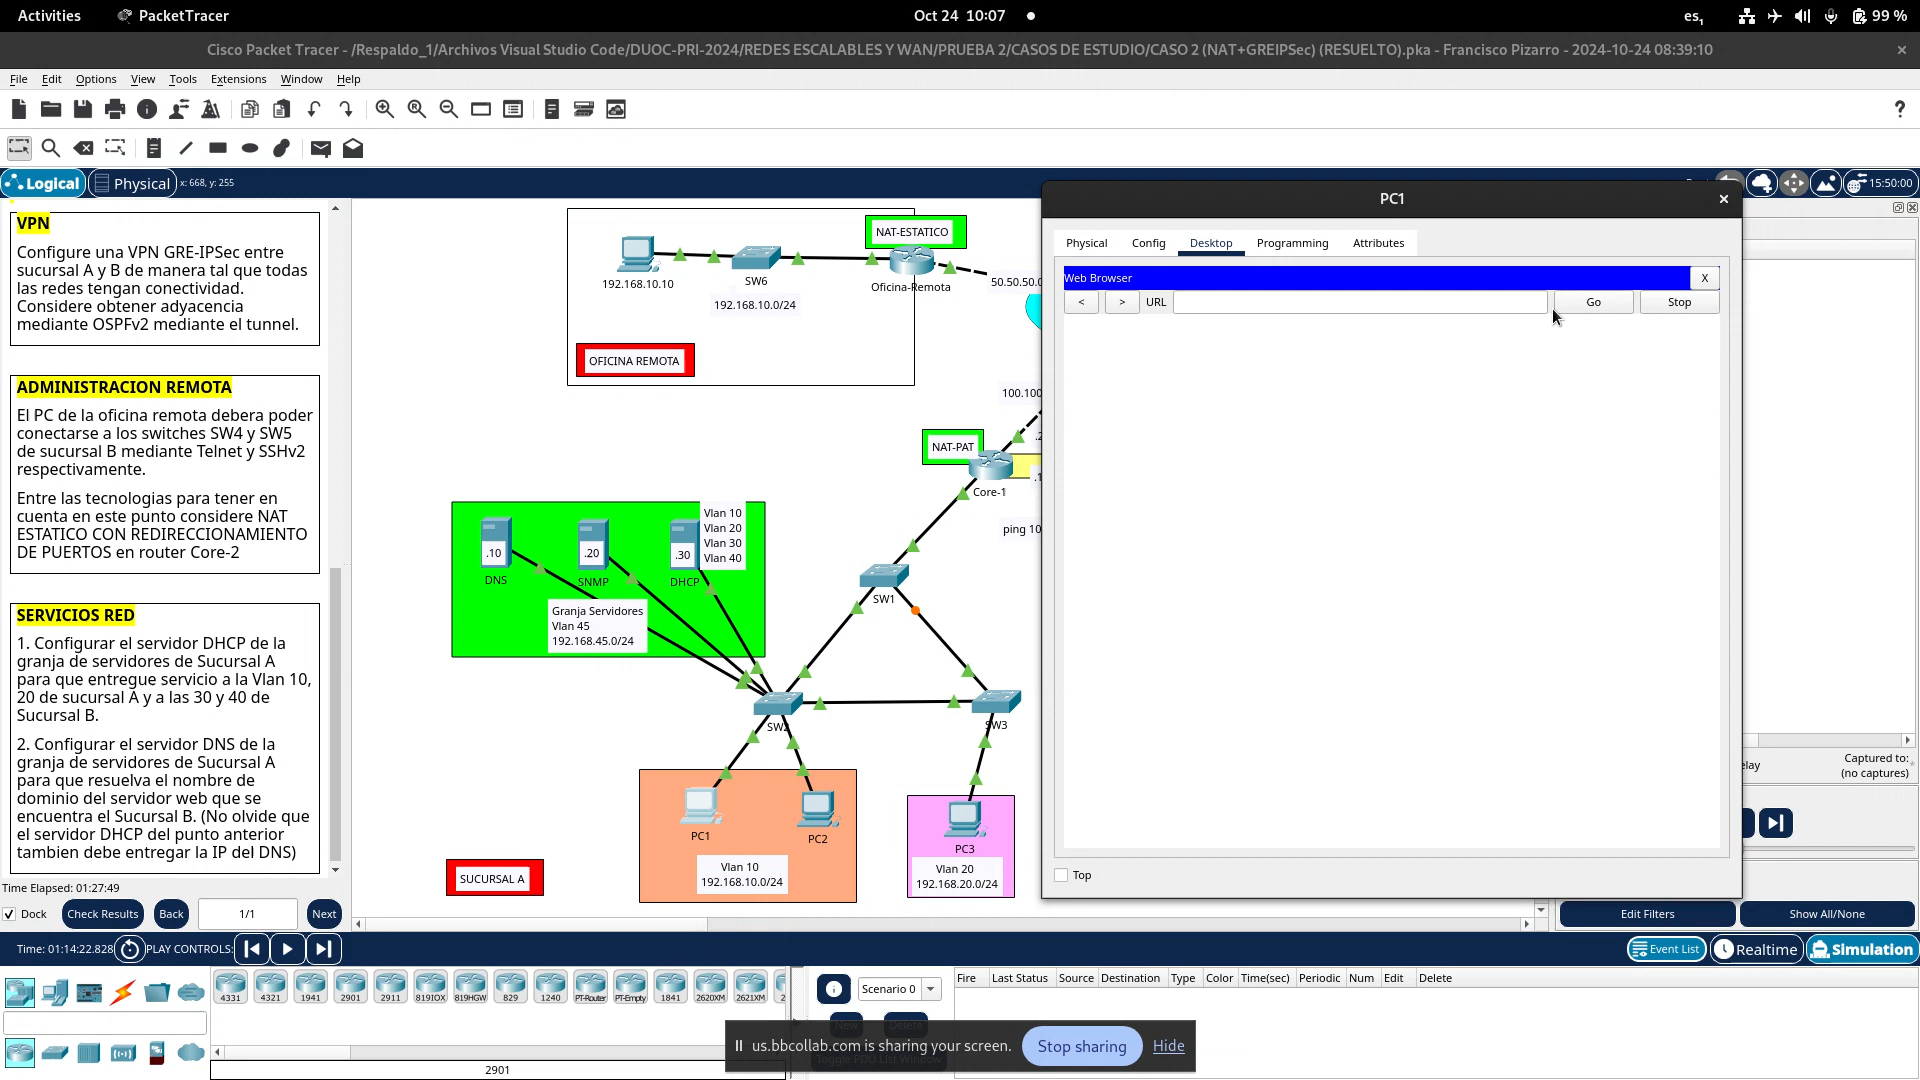 Activities
PacketTracer
Oct 24 10:07
es1
99 %
Cisco Packet Tracer - /Respaldo_1/Archivos Visual Studio Code/DUOC-PRI-2024/REDES ESCALABLES Y WAN/PRUEBA 2/CASOS DE ESTUDIO/CASO 2 (NAT+GREIPSec) (RESUELTO).pka - Francisco Pizarro - 2024-10-24 08:39:10
File Edit Options View Tools Extensions Window Help
Logical
Physical
x: 668, y: 255
15:50:00
VPN
Configure una VPN GRE-IPSec entre
sucursal A y B de manera tal que todas
las redes tengan conectividad.
Considere obtener adyacencia
mediante OSPFv2 mediante el tunnel.
ADMINISTRACION REMOTA
El PC de la oficina remota debera poder
conectarse a los switches SW4 y SW5
de sucursal B mediante Telnet y SSHv2
respectivamente.
Entre las tecnologias para tener en
cuenta en este punto considere NAT
ESTATICO CON REDIRECCIONAMIENTO
DE PUERTOS en router Core-2
SERVICIOS RED
1. Configurar el servidor DHCP de la
granja de servidores de Sucursal A
para que entregue servicio a la Vlan 10,
20 de sucursal A y a las 30 y 40 de
Sucursal B.
2. Configurar el servidor DNS de la
granja de servidores de Sucursal A
para que resuelva el nombre de
dominio del servidor web que se
encuentra el Sucursal B. (No olvide que
el servidor DHCP del punto anterior
tambien debe entregar la IP del DNS)
Time Elapsed: 01:27:49
Dock
Check Results
Back
1/1
Next
NAT-ESTATICO
192.168.10.10
SW6
Oficina-Remota
50.50.50.0
192.168.10.0/24
OFICINA REMOTA
100.100
NAT-PAT
.2
.1
Core-1
ping 10
Vlan 10
Vlan 20
Vlan 30
Vlan 40
.10
.20
.30
DNS
SNMP
DHCP
Granja Servidores
Vlan 45
192.168.45.0/24
SW1
SW2
SW3
PC1
PC2
PC3
Vlan 10
192.168.10.0/24
Vlan 20
192.168.20.0/24
SUCURSAL A
PC1
Physical
Config
Desktop
Programming
Attributes
Web Browser
X
<
>
URL
Go
Stop
Top
elay
Captured to:
(no captures)
Edit Filters
Show All/None
Time: 01:14:22.828
PLAY CONTROLS:
Event List
Realtime
Simulation
4331
4321
1941
2901
2911
819IOX
819HGW
829
1240
PT-Router
PT-Empty
1841
2620XM
2621XM
2
2901
Scenario 0
New
Delete
Toggle PDU List Window
Fire
Last Status
Source
Destination
Type
Color
Time(sec)
Periodic
Num
Edit
Delete
us.bbcollab.com is sharing your screen.
Stop sharing
Hide